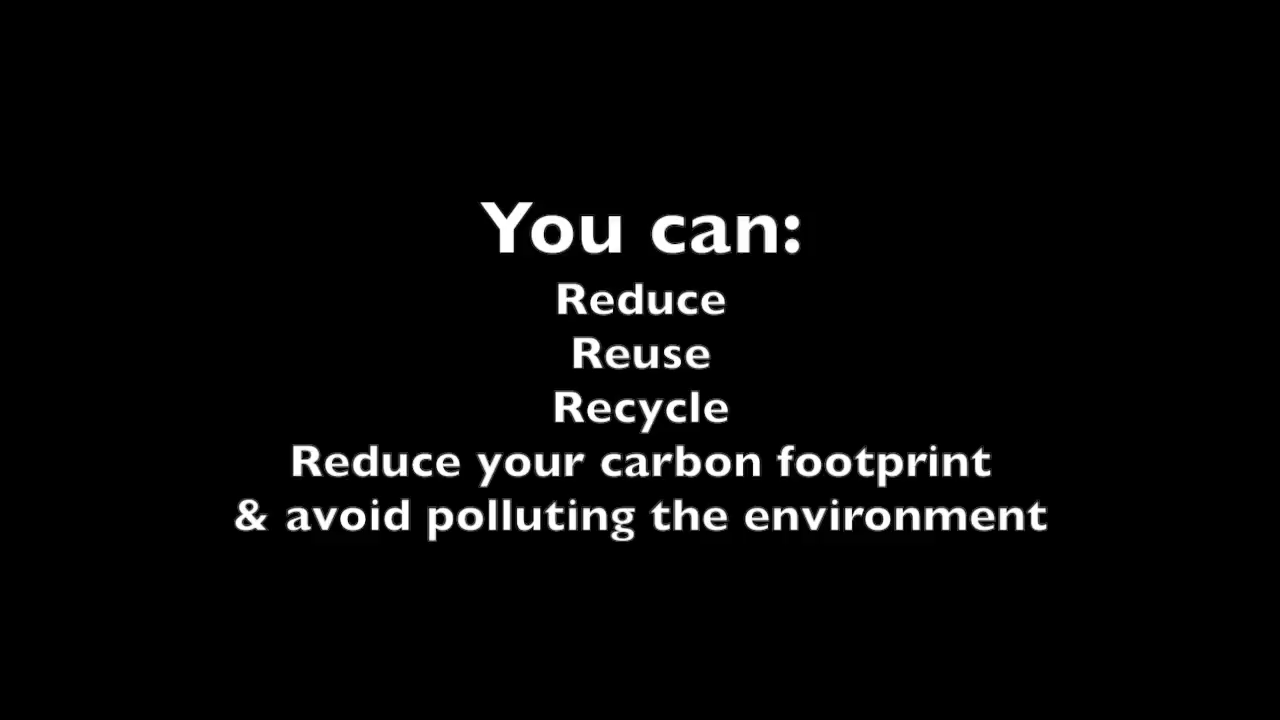 You can:
Reduce
Reuse
Recycle
Reduce your carbon footprint
& avoid polluting the environment